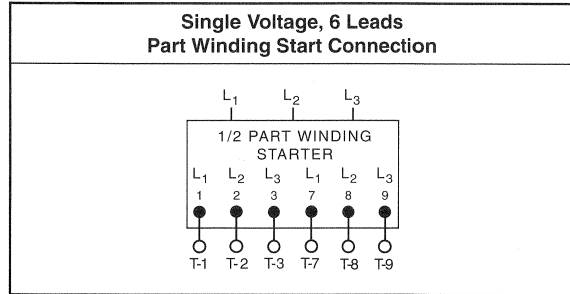 Single Voltage, 6 Leads
Part Winding Start Connection
L1 L2 L3
1/2 PART WINDING
STARTER
L1 L2 L3 L1 L2 L3
1 2 3 7 8 9
T-1 T-2 T-3 T-7 T-8 T-9